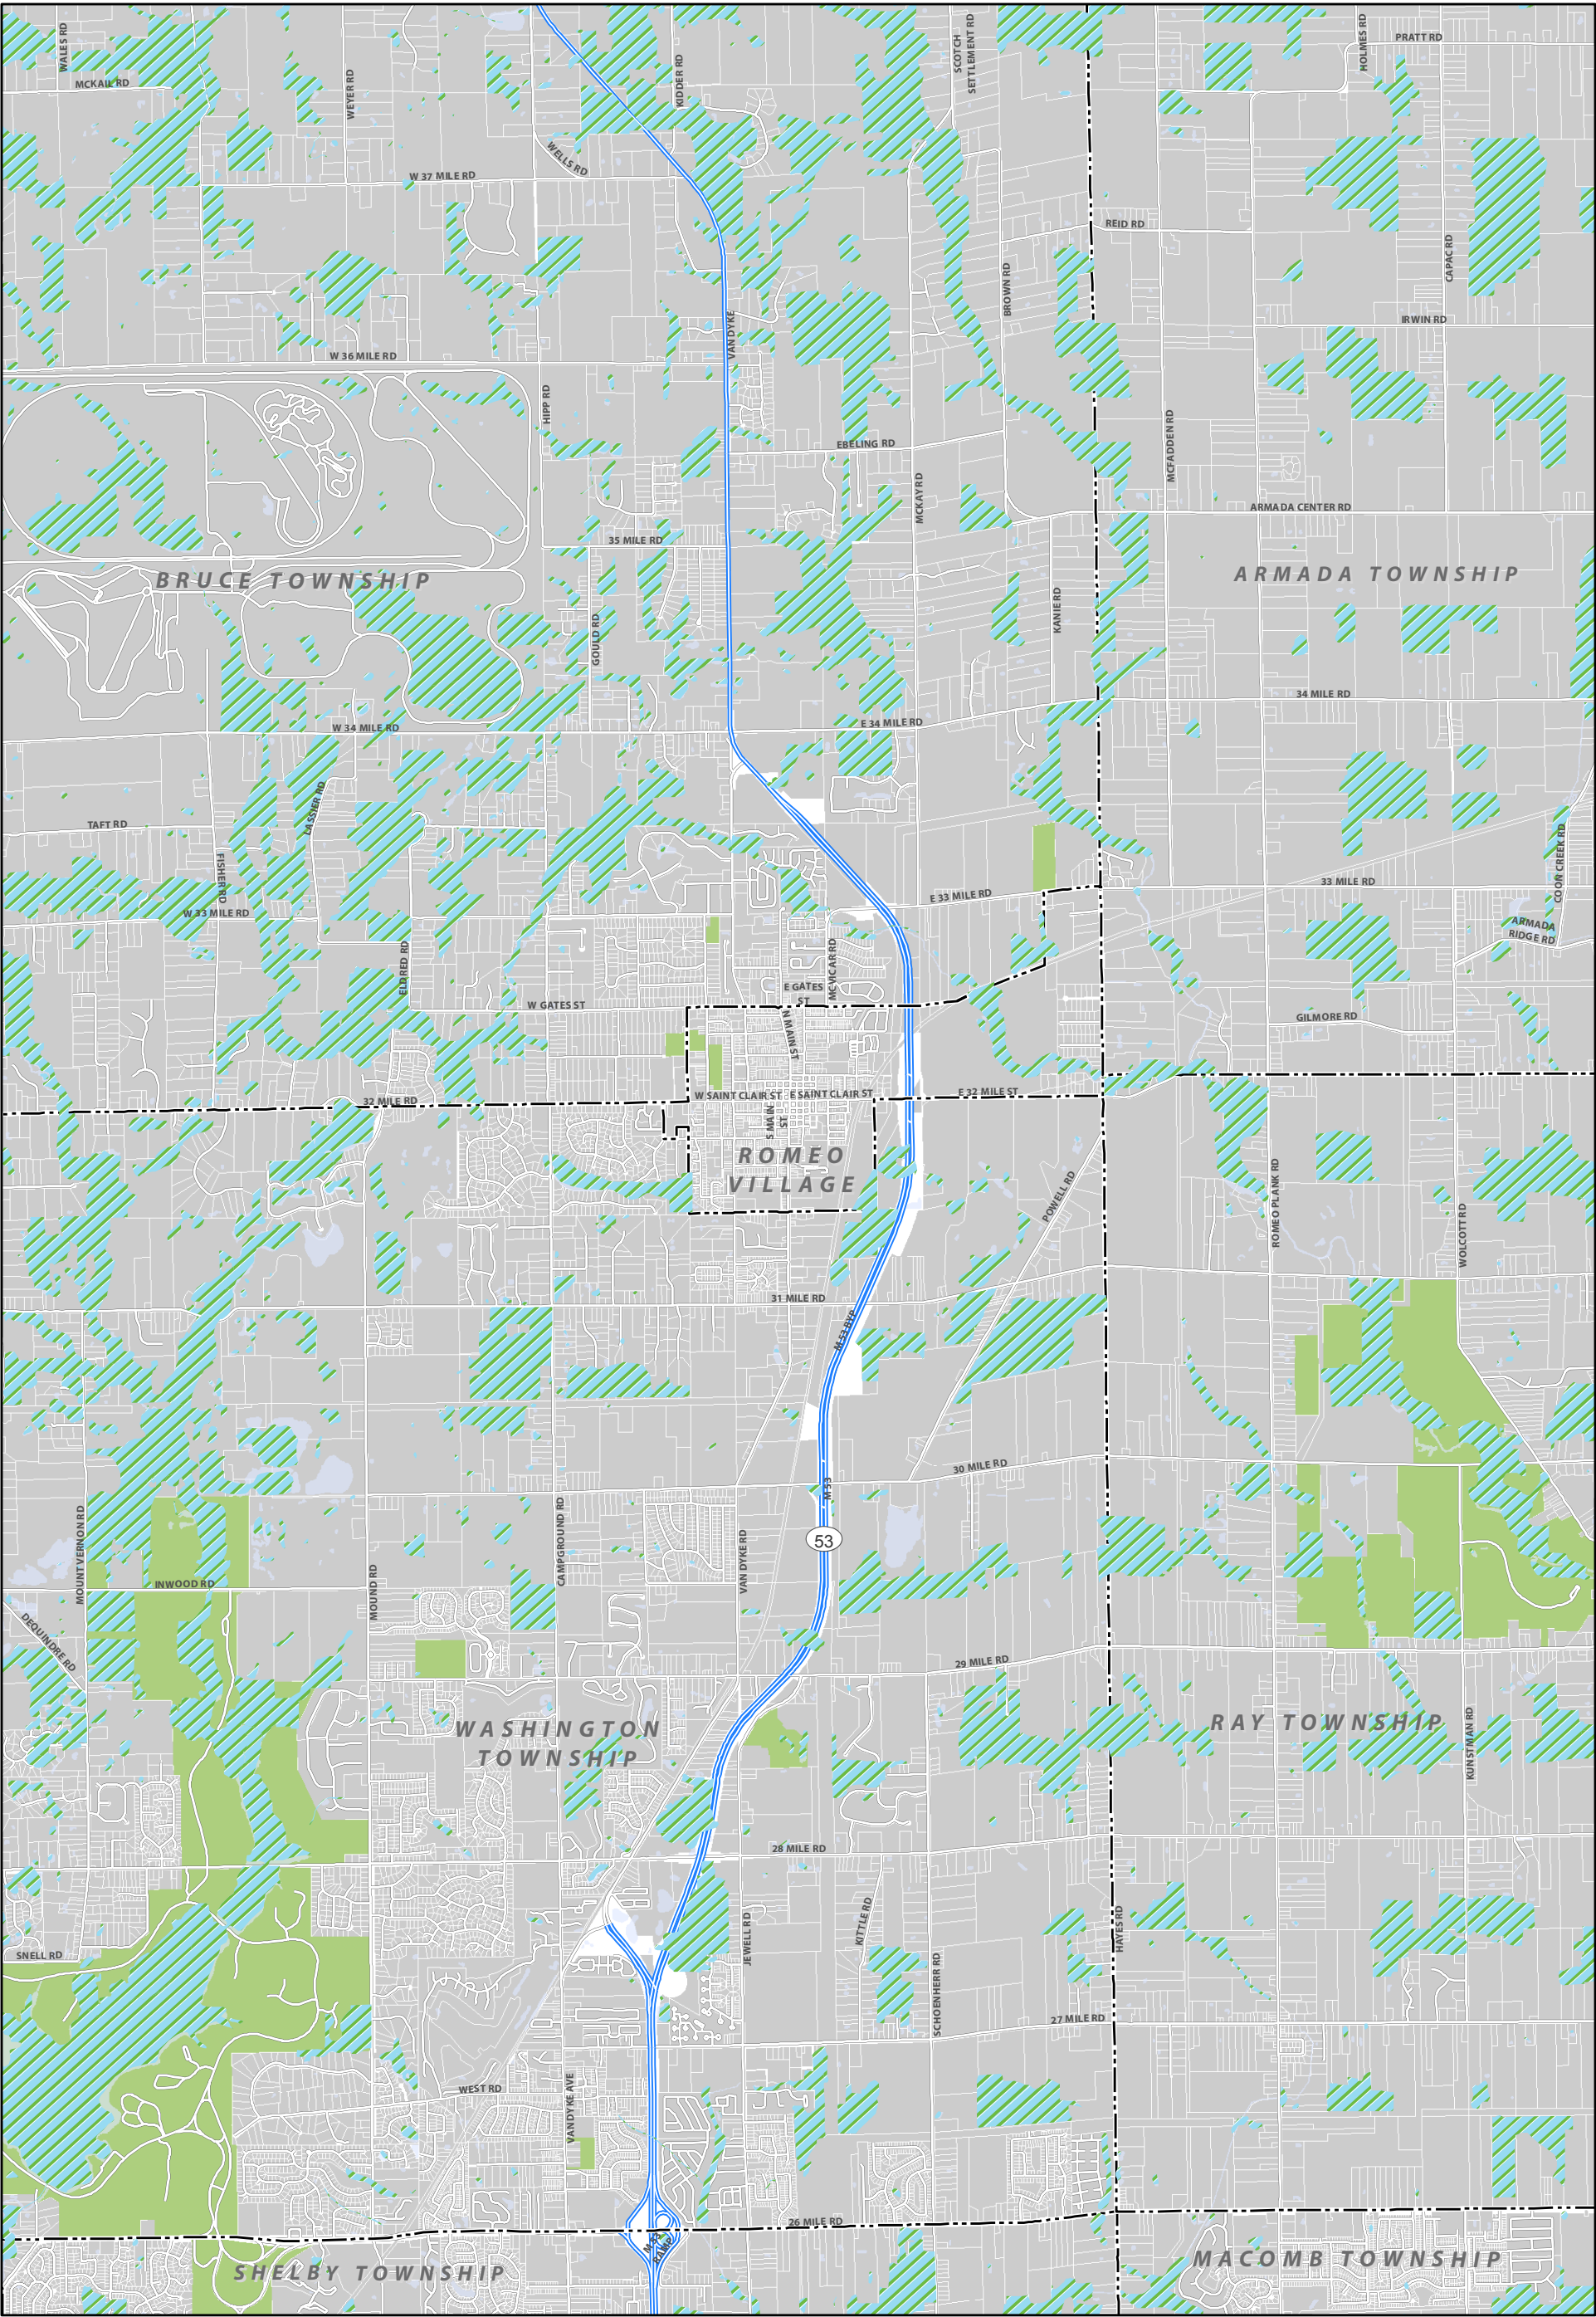 WALES RD
MCKAIL RD
WEYER RD
KIDDER RD
SCOTCH
SETTLEMENT RD
HOLMES RD
PRATT RD
WELLS RD
W 37 MILE RD
REID RD
CAPAC RD
BROWN RD
IRWIN RD
VAN DYKE
W 36 MILE RD
HIPP RD
EBELING RD
MCFADDEN RD
MCKAY RD
ARMADA CENTER RD
35 MILE RD
BRUCE TOWNSHIP
ARMADA TOWNSHIP
GOULD RD
KANIE RD
34 MILE RD
W 34 MILE RD
E 34 MILE RD
LASSIER RD
TAFT RD
FISHER RD
COON CREEK RD
33 MILE RD
E 33 MILE RD
W 33 MILE RD
ARMADA
RIDGE RD
ELDRED RD
MCVICAR RD
E GATES
ST
W GATES ST
N MAIN ST
GILMORE RD
32 MILE RD
W SAINT CLAIR ST
E SAINT CLAIR ST
E 32 MILE ST
S MAIN
ST
ROMEO
VILLAGE
POWELL RD
ROMEO PLANK RD
WOLCOTT RD
31 MILE RD
M 53 BYP
30 MILE RD
M 53
53
MOUNT VERNON RD
CAMPGROUND RD
VAN DYKE RD
INWOOD RD
MOUND RD
DEQUINDRE RD
29 MILE RD
WASHINGTON
TOWNSHIP
RAY TOWNSHIP
KUNSTMAN RD
28 MILE RD
KITTLE RD
JEWELL RD
HAYES RD
SNELL RD
SCHOENHERR RD
27 MILE RD
WEST RD
VAN DYKE AVE
26 MILE RD
M 53
RAMP
SHELBY TOWNSHIP
MACOMB TOWNSHIP